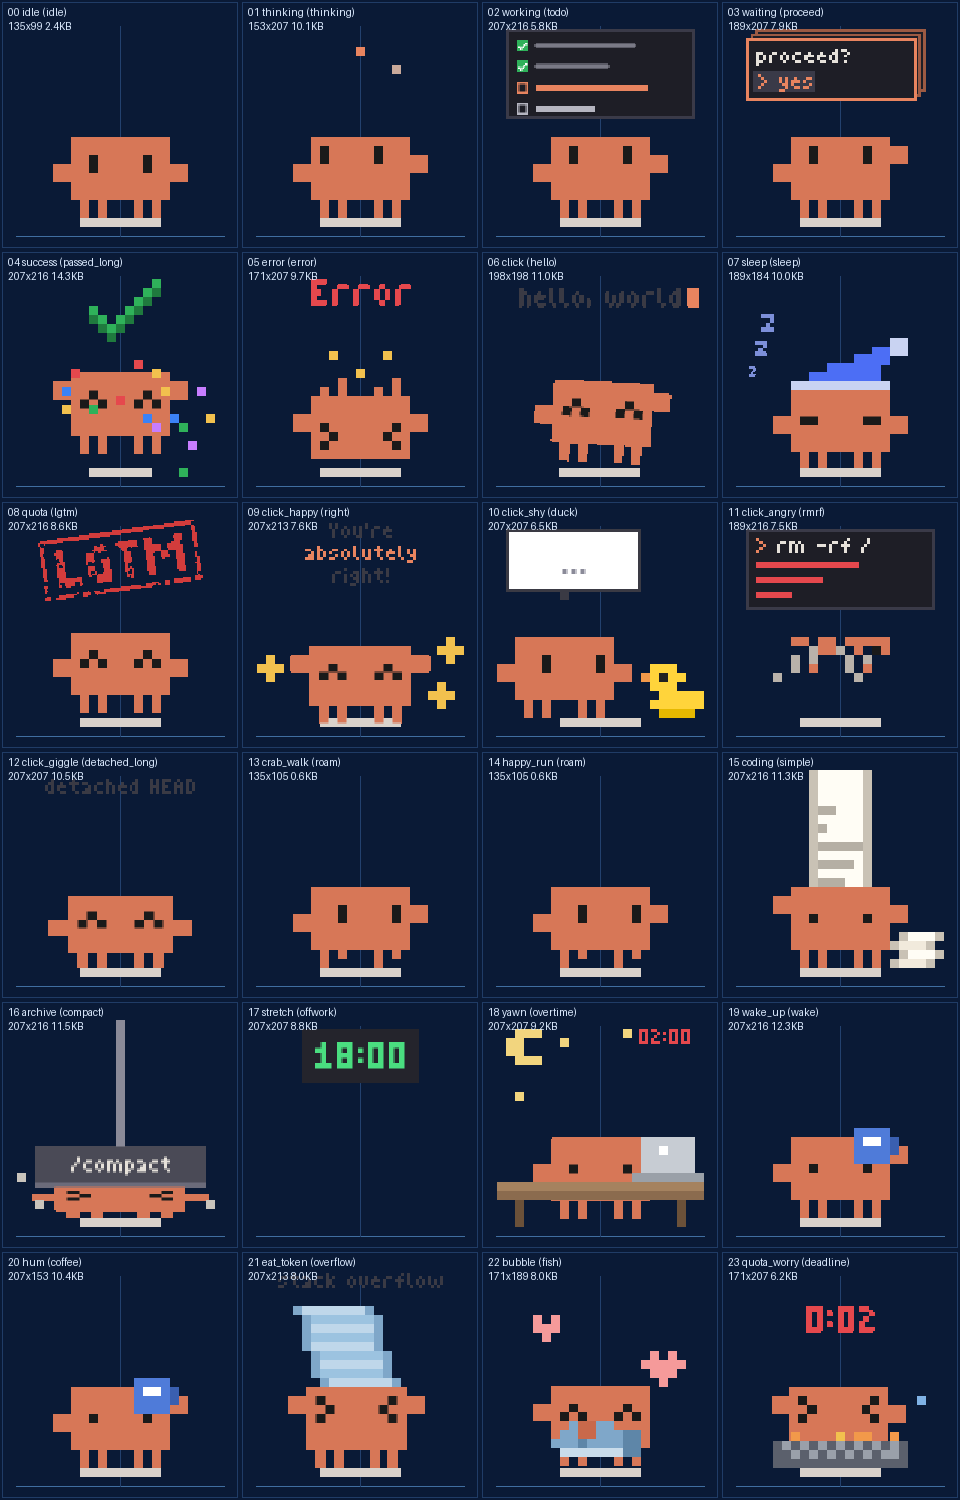 00 idle (idle)
135x99 2.4KB
01 thinking (thinking)
153x207 10.1KB
02 working (todo)
207x216 5.8KB
03 waiting (proceed)
189x207 7.9KB
proceed?
> yes
04 success (passed_long)
207x216 14.3KB
05 error (error)
171x207 9.7KB
Error
06 click (hello)
198x198 11.0KB
hello, world
07 sleep (sleep)
189x184 10.0KB
z
z
z
08 quota (lgtm)
207x216 8.6KB
LGTM
09 click_happy (right)
207x213 7.6KB
You're
absolutely
right!
10 click_shy (duck)
207x207 6.5KB
...
11 click_angry (rmrf)
189x216 7.5KB
> rm -rf /
12 click_giggle (detached_long)
207x207 10.5KB
detached HEAD
13 crab_walk (roam)
135x105 0.6KB
14 happy_run (roam)
135x105 0.6KB
15 coding (simple)
207x216 11.3KB
16 archive (compact)
207x216 11.5KB
/compact
17 stretch (offwork)
207x207 8.8KB
18:00
18 yawn (overtime)
207x207 9.2KB
02:00
19 wake_up (wake)
207x216 12.3KB
20 hum (coffee)
207x153 10.4KB
21 eat_token (overflow)
207x213 8.0KB
stack overflow
22 bubble (fish)
171x189 8.0KB
23 quota_worry (deadline)
171x207 6.2KB
0:02